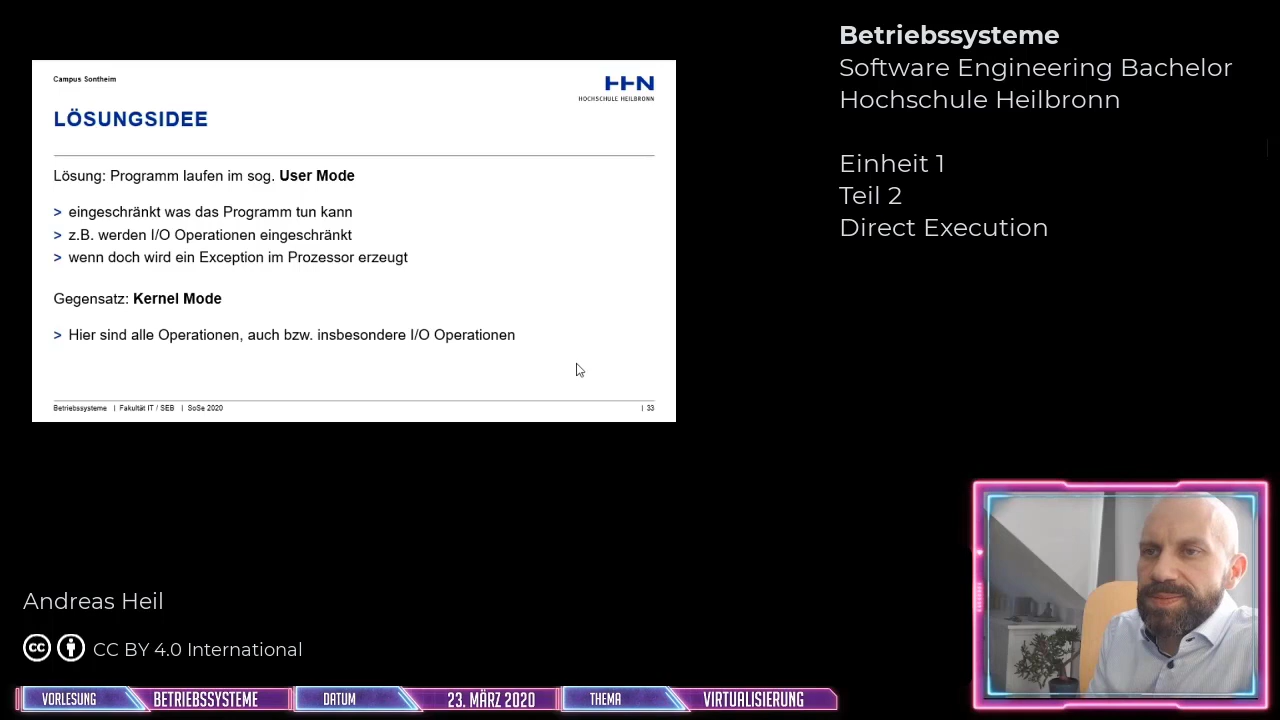 Campus Sontheim
HHN
HOCHSCHULE HEILBRONN
LÖSUNGSIDEE
Lösung: Programm laufen im sog. User Mode
> eingeschränkt was das Programm tun kann
> z.B. werden I/O Operationen eingeschränkt
> wenn doch wird ein Exception im Prozessor erzeugt
Gegensatz: Kernel Mode
> Hier sind alle Operationen, auch bzw. insbesondere I/O Operationen
Betriebssysteme | Fakultät IT / SEB | SoSe 2020 | 33
Betriebssysteme
Software Engineering Bachelor
Hochschule Heilbronn
Einheit 1
Teil 2
Direct Execution
Andreas Heil
cc CC BY 4.0 International
VORLESUNG BETRIEBSSYSTEME DATUM 23. MÄRZ 2020 THEMA VIRTUALISIERUNG